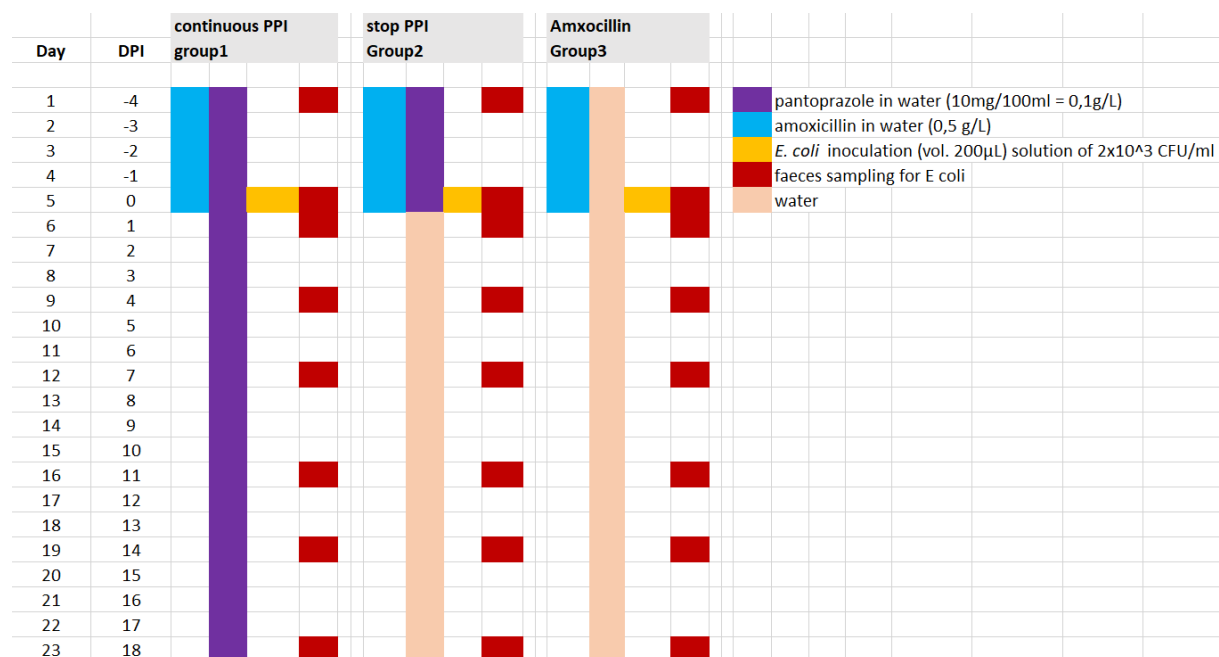 continuous PPI stop PPI Amxocillin
Day DPI group1 Group2 Group3
1 -4 pantoprazole in water (10mg/100ml = 0,1g/L)
2 -3 amoxicillin in water (0,5 g/L)
3 -2 E. coli inoculation (vol. 200µL) solution of 2x10^3 CFU/ml
4 -1 faeces sampling for E coli
5 0 water
6 1
7 2
8 3
9 4
10 5
11 6
12 7
13 8
14 9
15 10
16 11
17 12
18 13
19 14
20 15
21 16
22 17
23 18